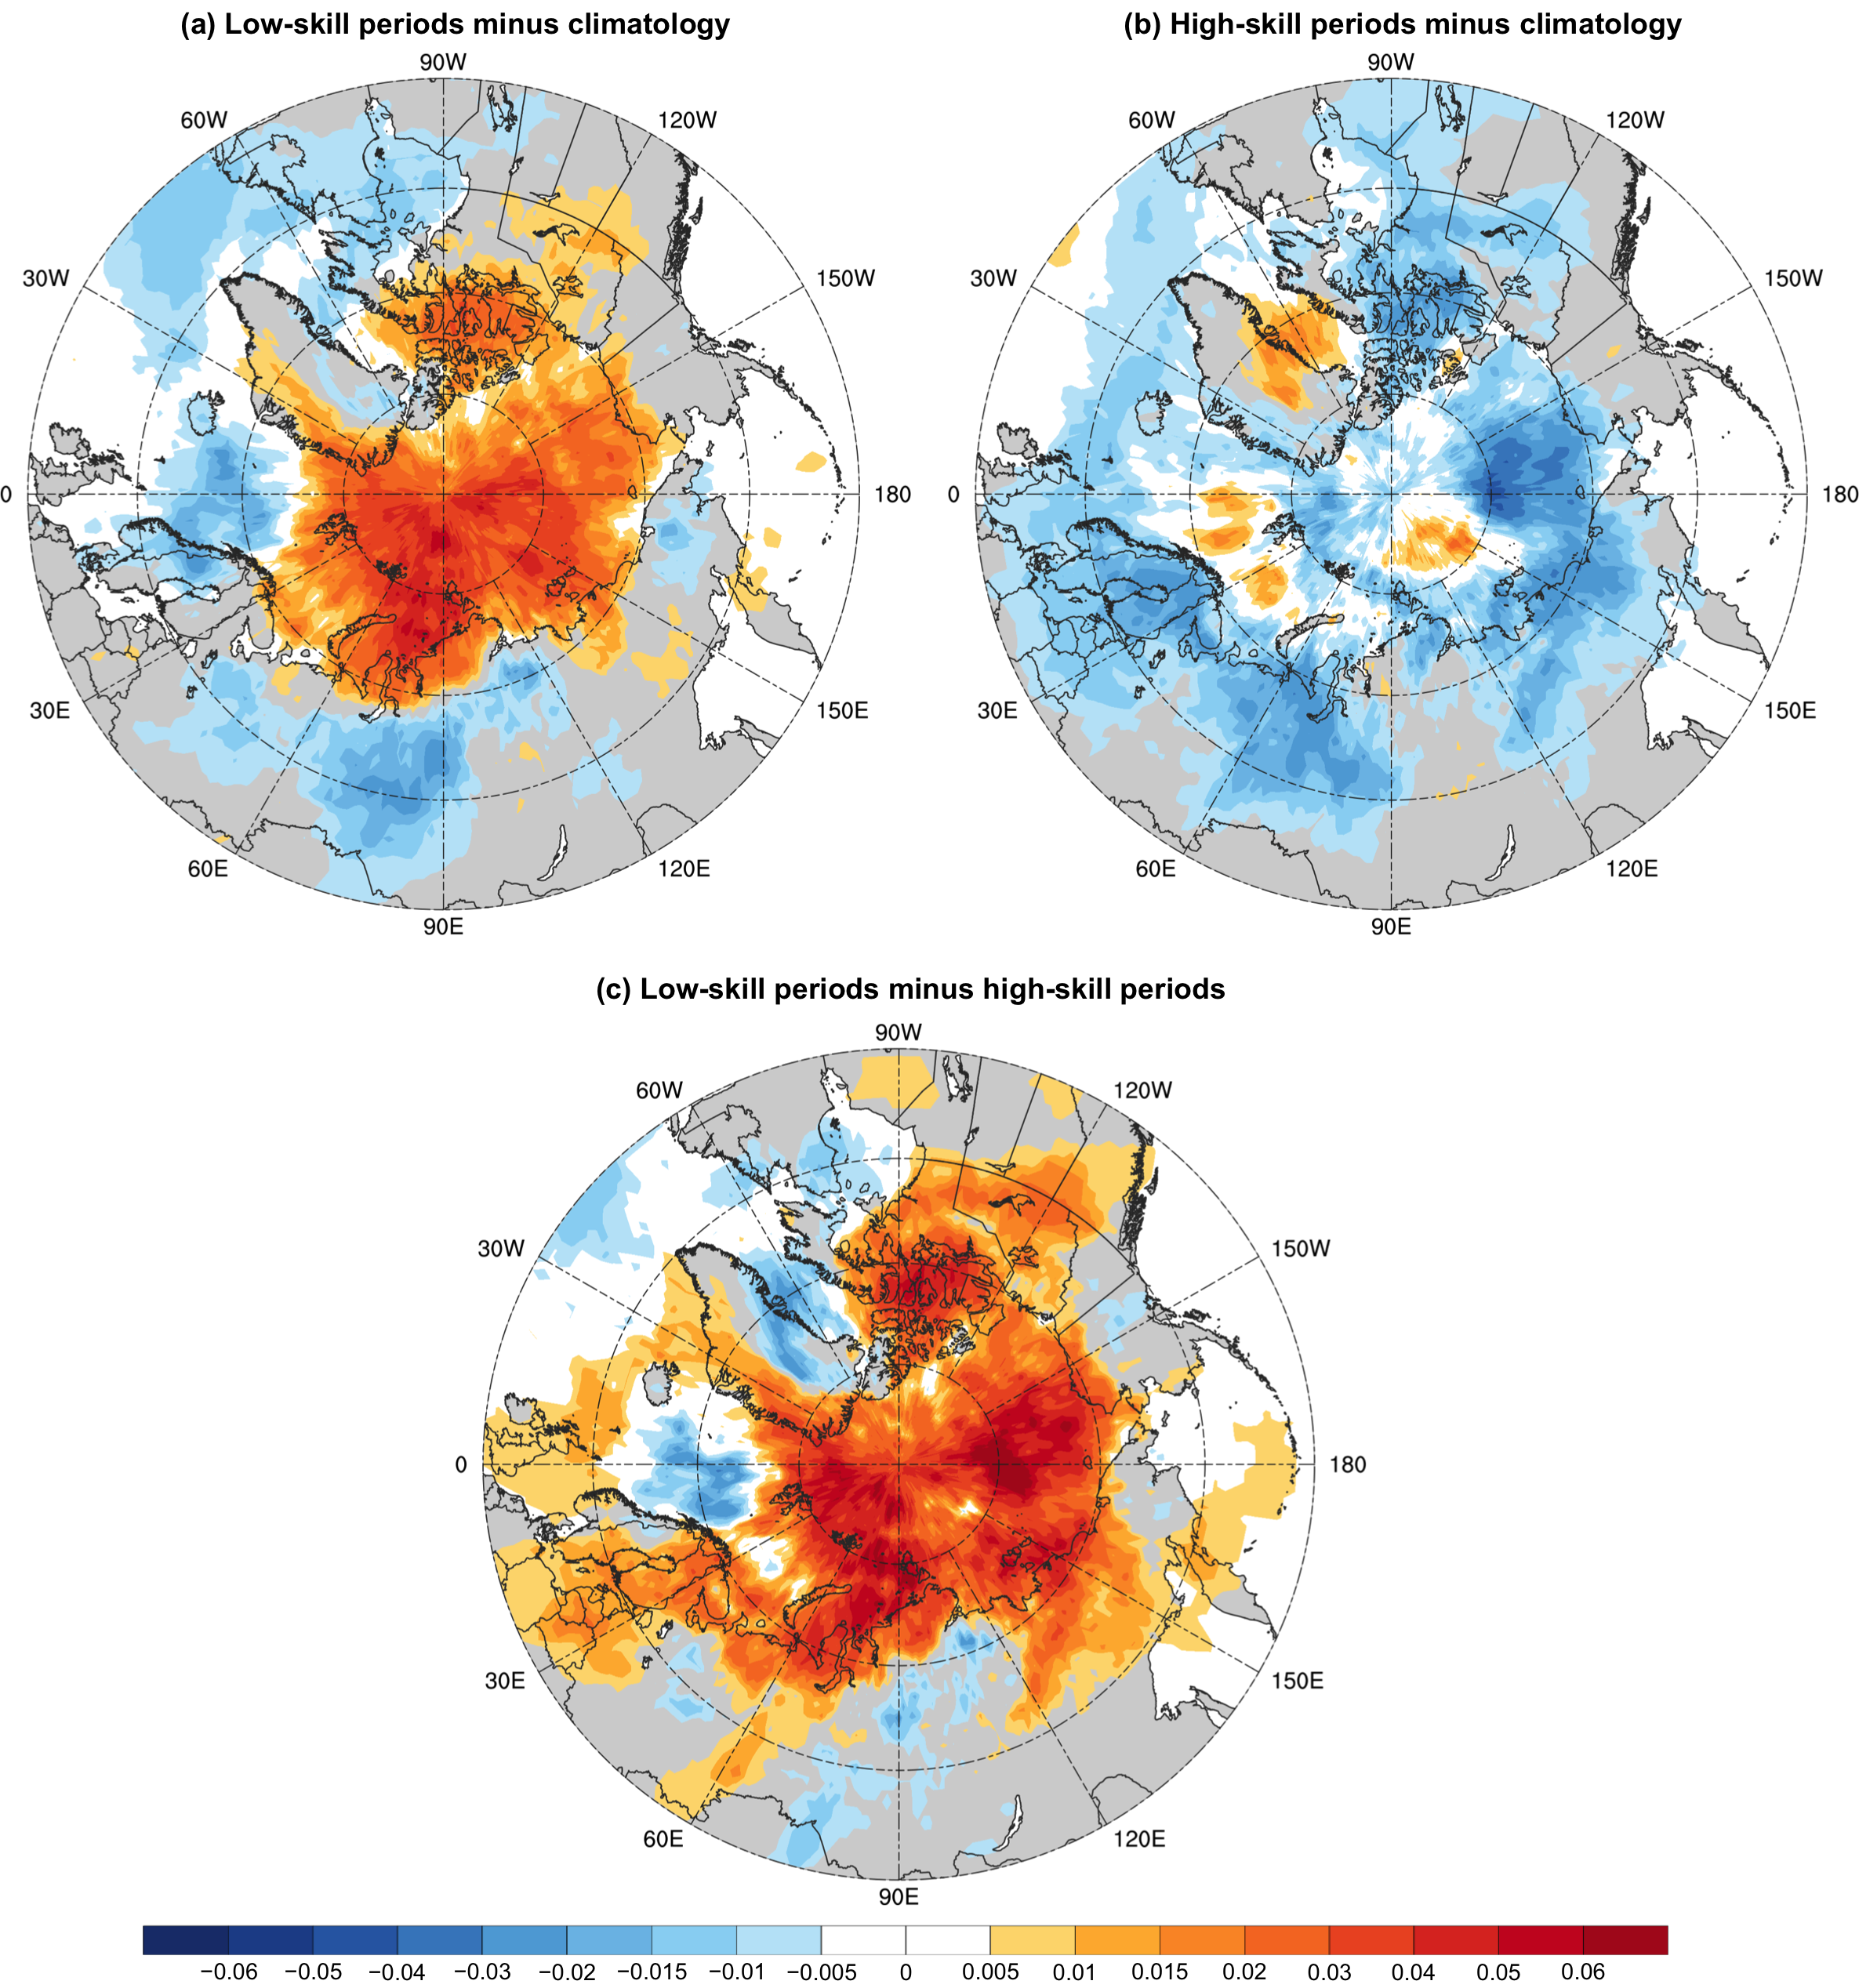 (a) Low-skill periods minus climatology
(b) High-skill periods minus climatology
90W
90W
60W
120W
60W
120W
30W
150W
30W
150W
0
180
0
180
30E
150E
30E
150E
60E
120E
60E
120E
90E
90E
(c) Low-skill periods minus high-skill periods
90W
60W
120W
30W
150W
0
180
30E
150E
60E
120E
90E
−0.06 −0.05 −0.04 −0.03 −0.02 −0.015 −0.01 −0.005 0 0.005 0.01 0.015 0.02 0.03 0.04 0.05 0.06